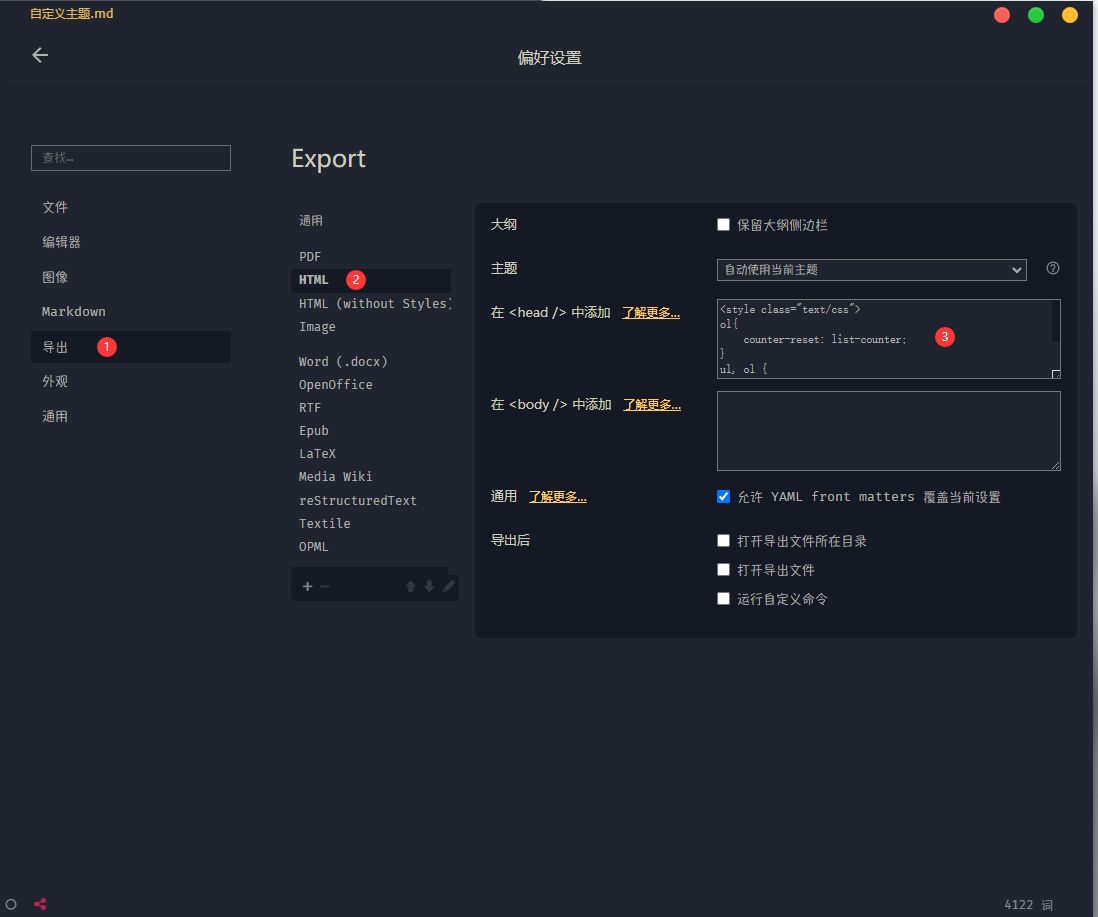 自定义主题.md
偏好设置
查找...
文件
编辑器
图像
Markdown
导出 1
外观
通用
Export
通用
PDF
HTML 2
HTML (without Styles)
Image
Word (.docx)
OpenOffice
RTF
Epub
LaTeX
Media Wiki
reStructuredText
Textile
OPML
大纲 保留大纲侧边栏
主题 自动使用当前主题
在 <head /> 中添加 了解更多...
<style class="text/css">
ol{
counter-reset: list-counter; 3
}
ul, ol {
在 <body /> 中添加 了解更多...
通用 了解更多... 允许 YAML front matters 覆盖当前设置
导出后 打开导出文件所在目录
打开导出文件
运行自定义命令
4122 词